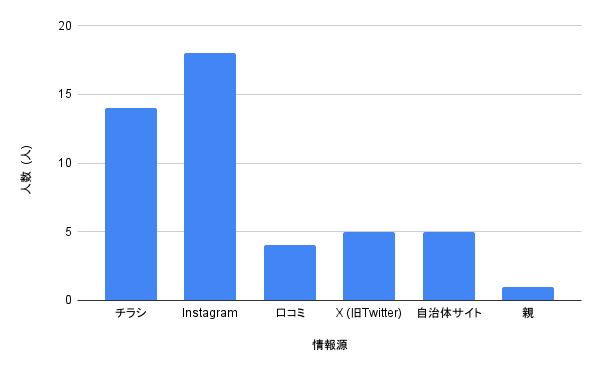 20
15
10
5
0
人数（人）
チラシ
Instagram
口コミ
X (旧Twitter)
自治体サイト
親
情報源